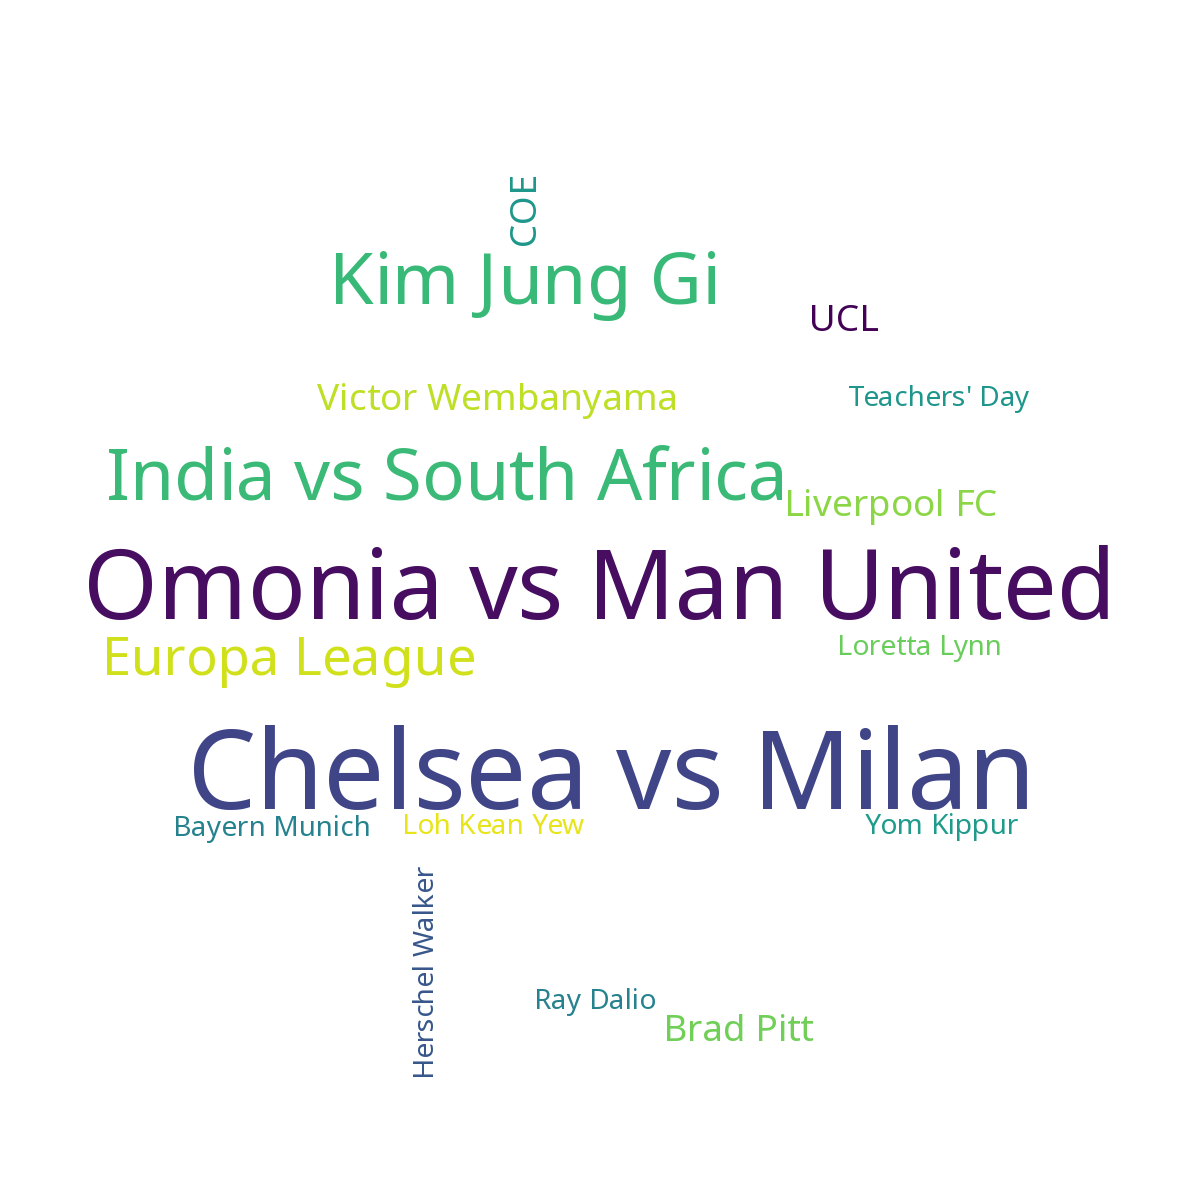 COE
Kim Jung Gi
UCL
Victor Wembanyama
Teachers' Day
India vs South Africa
Liverpool FC
Omonia vs Man United
Europa League
Loretta Lynn
Chelsea vs Milan
Bayern Munich
Loh Kean Yew
Yom Kippur
Herschel Walker
Ray Dalio
Brad Pitt